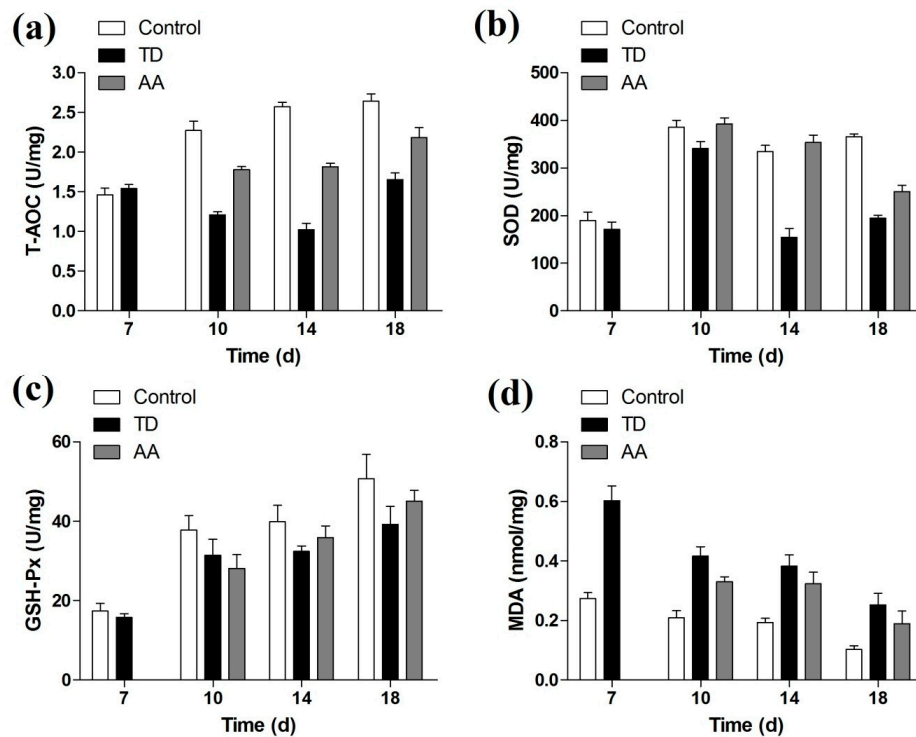 (a)
Control
TD
AA
3.0
2.5
2.0
1.5
1.0
0.5
0.0
T-AOC (U/mg)
7 10 14 18
Time (d)
(b)
Control
TD
AA
500
400
300
200
100
0
SOD (U/mg)
7 10 14 18
Time (d)
(c)
Control
TD
AA
60
40
20
0
GSH-Px (U/mg)
7 10 14 18
Time (d)
(d)
Control
TD
AA
0.8
0.6
0.4
0.2
0.0
MDA (nmol/mg)
7 10 14 18
Time (d)